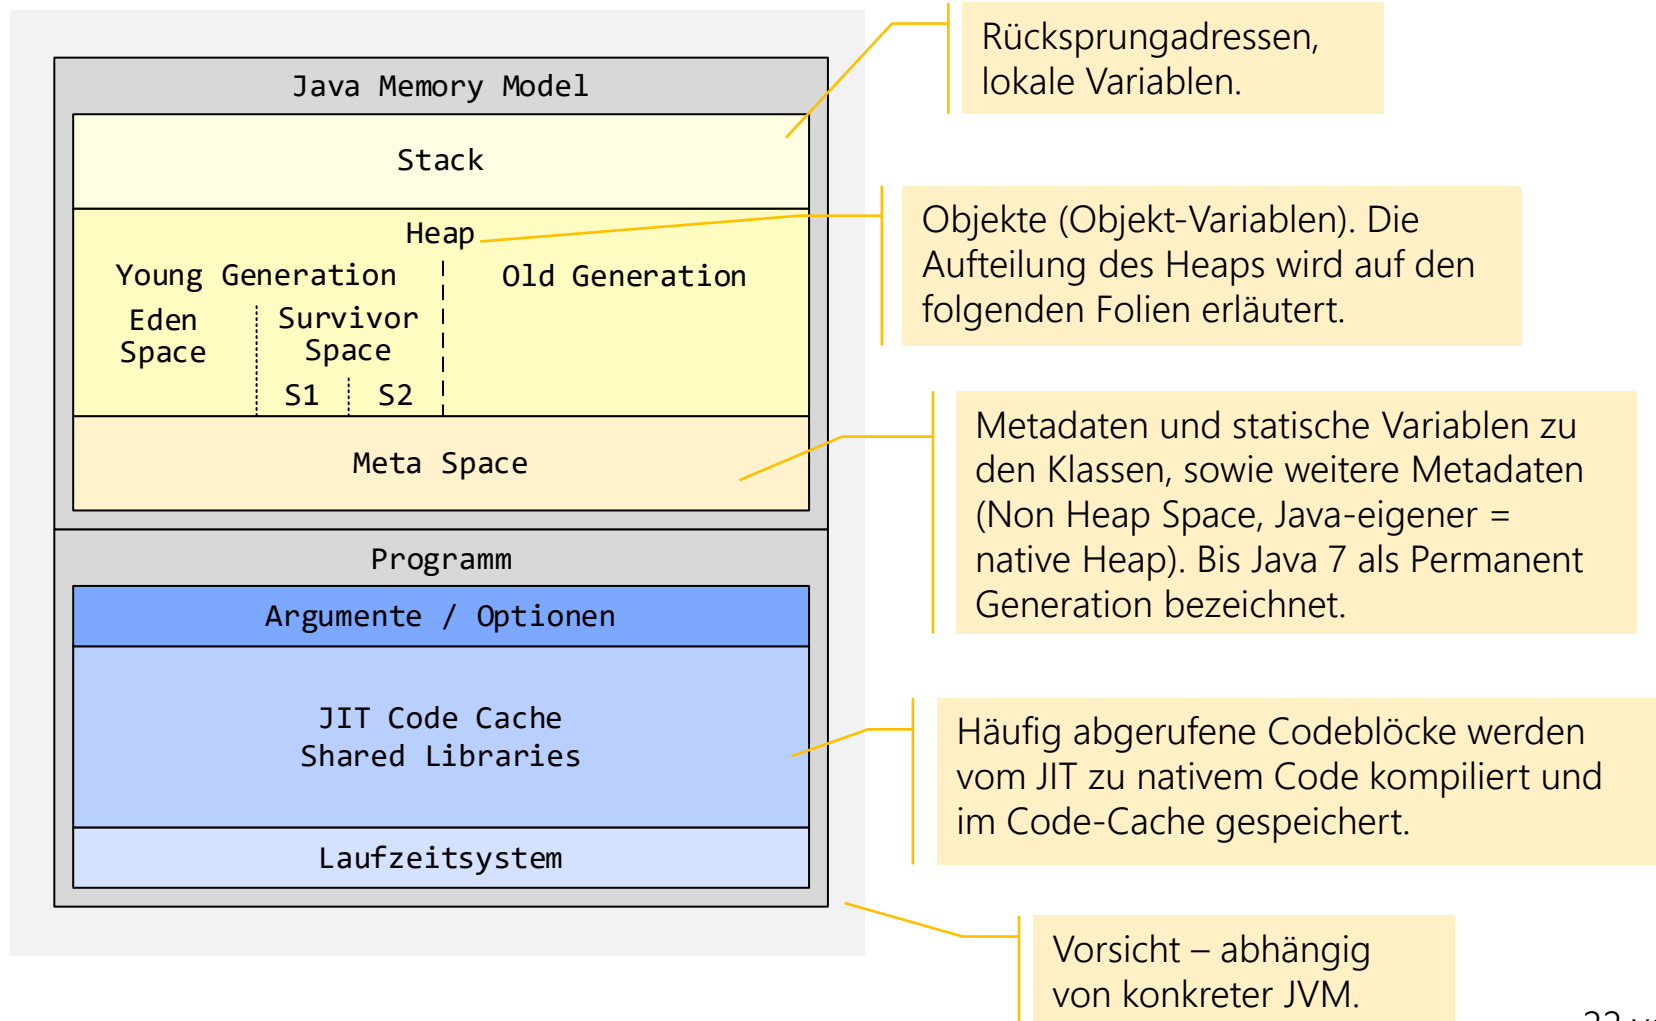 Java Memory Model
Stack
Heap
Young Generation
Old Generation
Eden
Space
Survivor
Space
S1
S2
Meta Space
Programm
Argumente / Optionen
JIT Code Cache
Shared Libraries
Laufzeitsystem
Rücksprungadressen,
lokale Variablen.
Objekte (Objekt-Variablen). Die
Aufteilung des Heaps wird auf den
folgenden Folien erläutert.
Metadaten und statische Variablen zu
den Klassen, sowie weitere Metadaten
(Non Heap Space, Java-eigener =
native Heap). Bis Java 7 als Permanent
Generation bezeichnet.
Häufig abgerufene Codeblöcke werden
vom JIT zu nativem Code kompiliert und
im Code-Cache gespeichert.
Vorsicht – abhängig
von konkreter JVM.